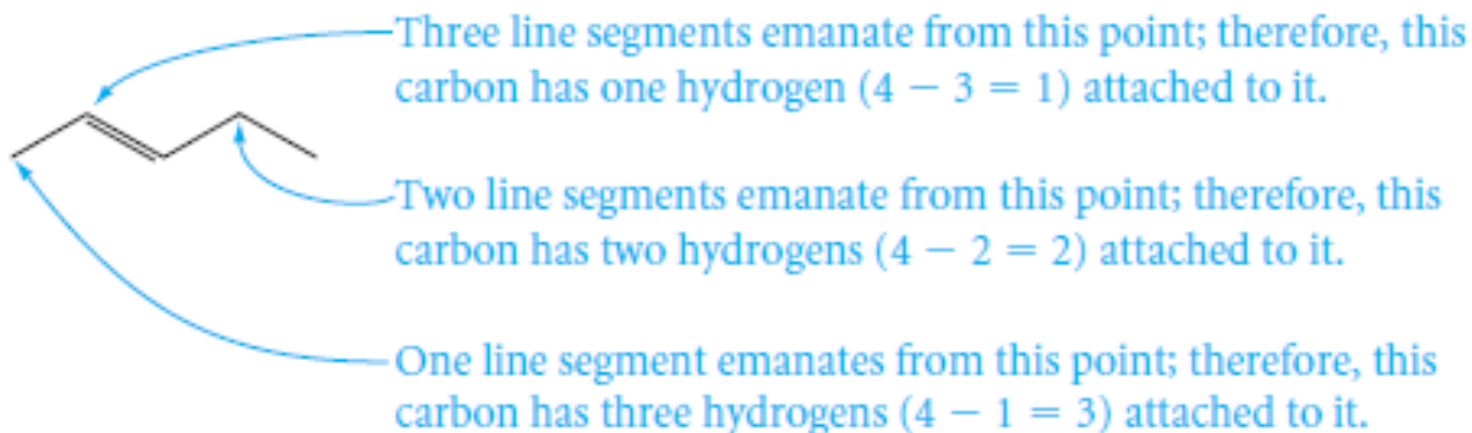 Three line segments emanate from this point; therefore, this
carbon has one hydrogen (4 − 3 = 1) attached to it.
Two line segments emanate from this point; therefore, this
carbon has two hydrogens (4 − 2 = 2) attached to it.
One line segment emanates from this point; therefore, this
carbon has three hydrogens (4 − 1 = 3) attached to it.